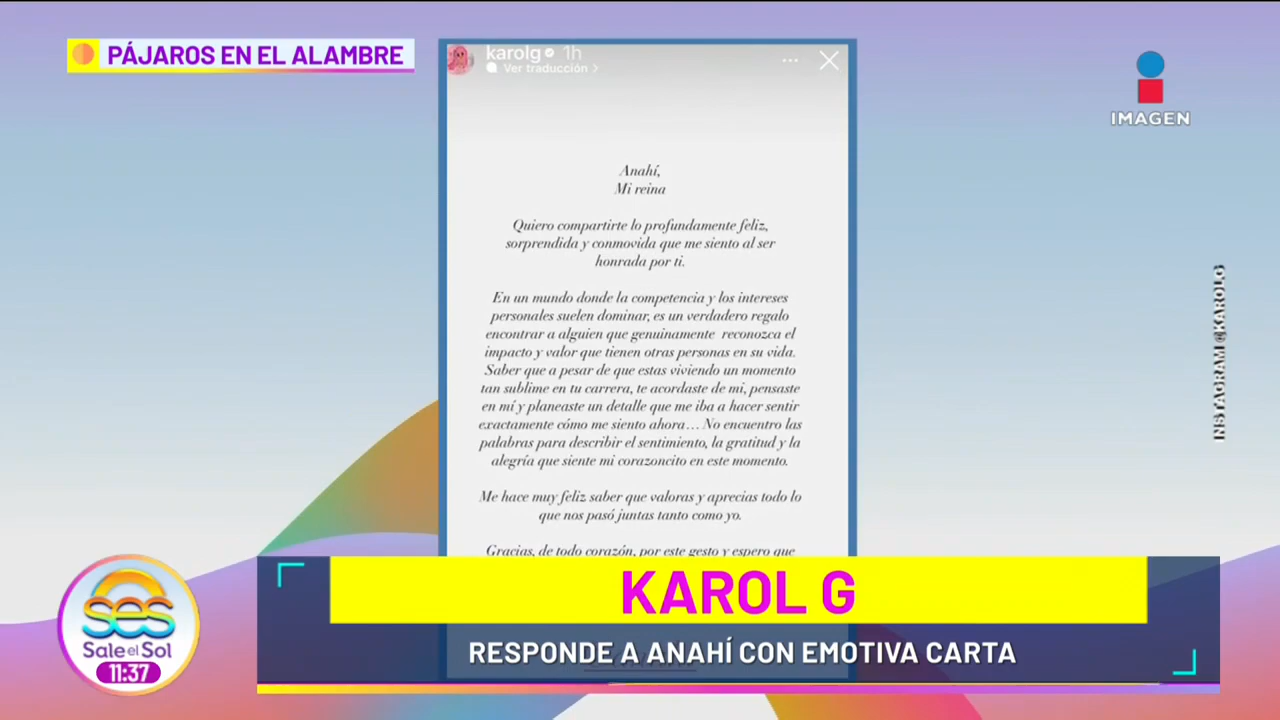 PÁJAROS EN EL ALAMBRE
karolg 1h
Ver traducción >
IMAGEN
Anahí,
Mi reina
Quiero compartirte lo profundamente feliz,
sorprendida y conmovida que me siento al ser
honrada por ti.
En un mundo donde la competencia y los intereses
personales suelen dominar, es un verdadero regalo
encontrar a alguien que genuinamente reconozca el
impacto y valor que tienen otras personas en su vida.
Saber que a pesar de que estas viviendo un momento
tan sublime en tu carrera, te acordaste de mi, pensaste
en mí y planeaste un detalle que me iba a hacer sentir
exactamente cómo me siento ahora... No encuentro las
palabras para describir el sentimiento, la gratitud y la
alegría que siente mi corazoncito en este momento.
Me hace muy feliz saber que valoras y aprecias todo lo
que nos pasó juntas tanto como yo.
Gracias, de todo corazón, por este gesto y espero que
INSTAGRAM @KAROLG
KAROL G
RESPONDE A ANAHÍ CON EMOTIVA CARTA
ses
Sale el Sol
11:37